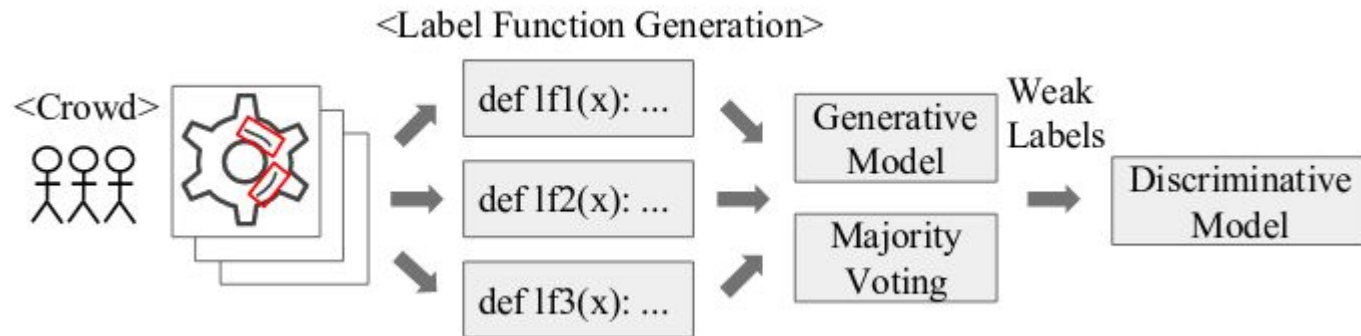 <Label Function Generation>
<Crowd>
def lf1(x): ...
def lf2(x): ...
def lf3(x): ...
Generative
Model
Majority
Voting
Weak
Labels
Discriminative
Model